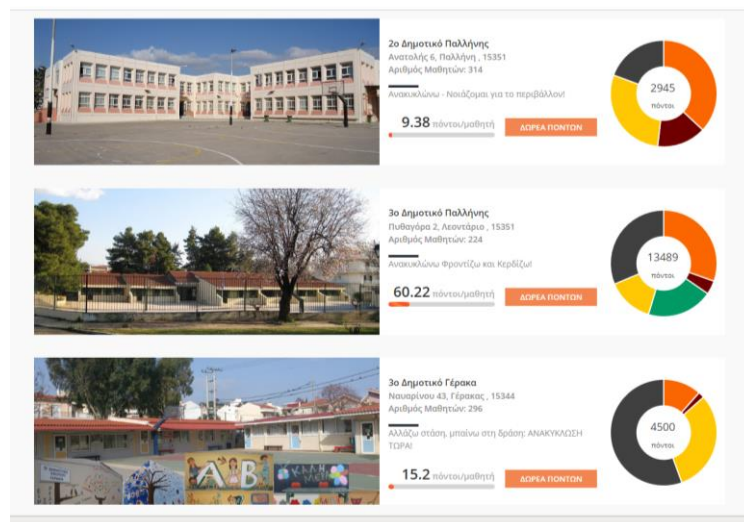 2ο Δημοτικό Παλλήνης
Ανατολής 6, Παλλήνη , 15351
Αριθμός Μαθητών: 314
Ανακυκλώνω - Νοιάζομαι για το περιβάλλον!
9.38 πόντοι/μαθητή
ΔΩΡΕΑ ΠΟΝΤΩΝ
2945
πόντοι
3ο Δημοτικό Παλλήνης
Πυθαγόρα 2, Λεοντάριο , 15351
Αριθμός Μαθητών: 224
Ανακυκλώνω Φροντίζω και Κερδίζω!
60.22 πόντοι/μαθητή
ΔΩΡΕΑ ΠΟΝΤΩΝ
13489
πόντοι
3ο Δημοτικό Γέρακα
Ναυαρίνου 43, Γέρακας , 15344
Αριθμός Μαθητών: 296
Αλλάζω στάση, μπαίνω στη δράση: ΑΝΑΚΥΚΛΩΣΗ
ΤΩΡΑ!
15.2 πόντοι/μαθητή
ΔΩΡΕΑ ΠΟΝΤΩΝ
4500
πόντοι
Α Β